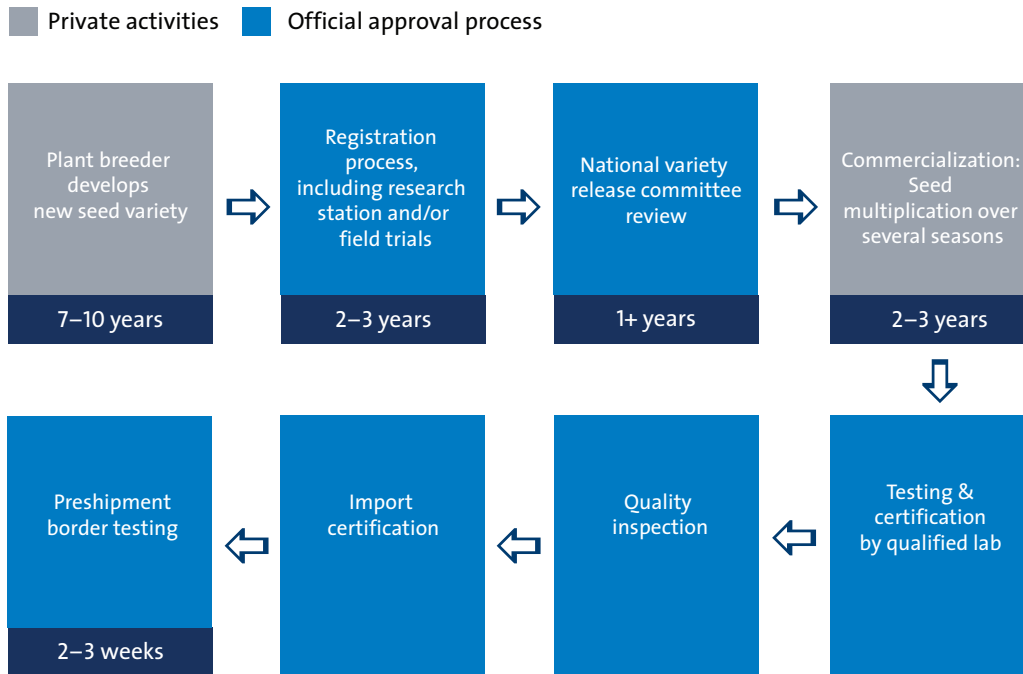 Private activities
Official approval process
Plant breeder
develops
new seed variety
7–10 years
Registration
process,
including research
station and/or
field trials
2–3 years
National variety
release committee
review
1+ years
Commercialization:
Seed
multiplication over
several seasons
2–3 years
Testing &
certification
by qualified lab
Quality
inspection
Import
certification
Preshipment
border testing
2–3 weeks